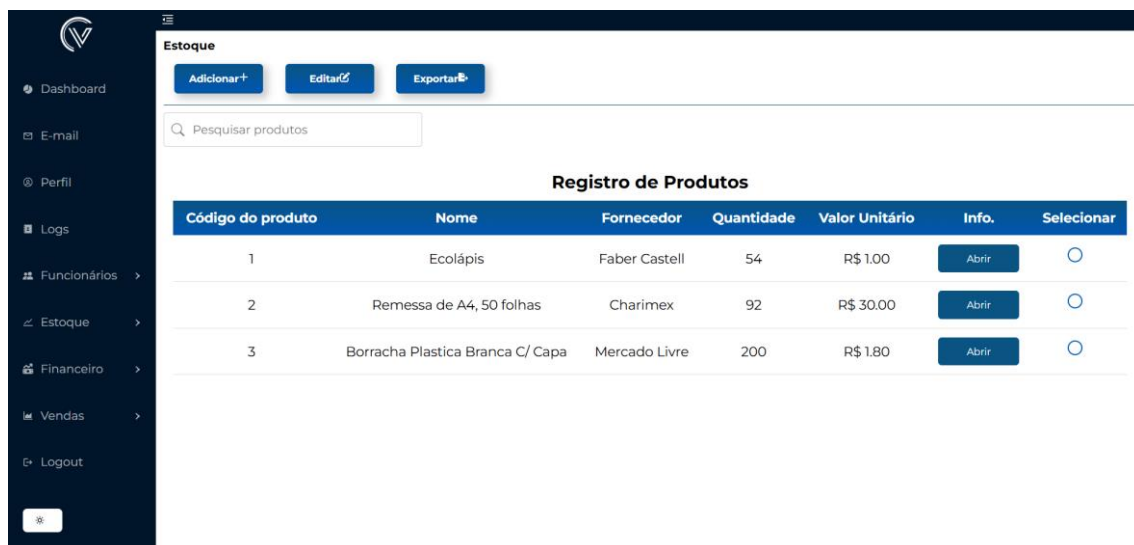 Estoque
Adicionar Editar Exportar
Dashboard
Pesquisar produtos
E-mail
Perfil
Logs
Funcionários
Estoque
Financeiro
Vendas
Logout
Registro de Produtos
Código do produto Nome Fornecedor Quantidade Valor Unitário Info. Selecionar
1 Ecolápis Faber Castell 54 R$ 1.00 Abrir
2 Remessa de A4, 50 folhas Charimex 92 R$ 30.00 Abrir
3 Borracha Plastica Branca C/ Capa Mercado Livre 200 R$ 1.80 Abrir